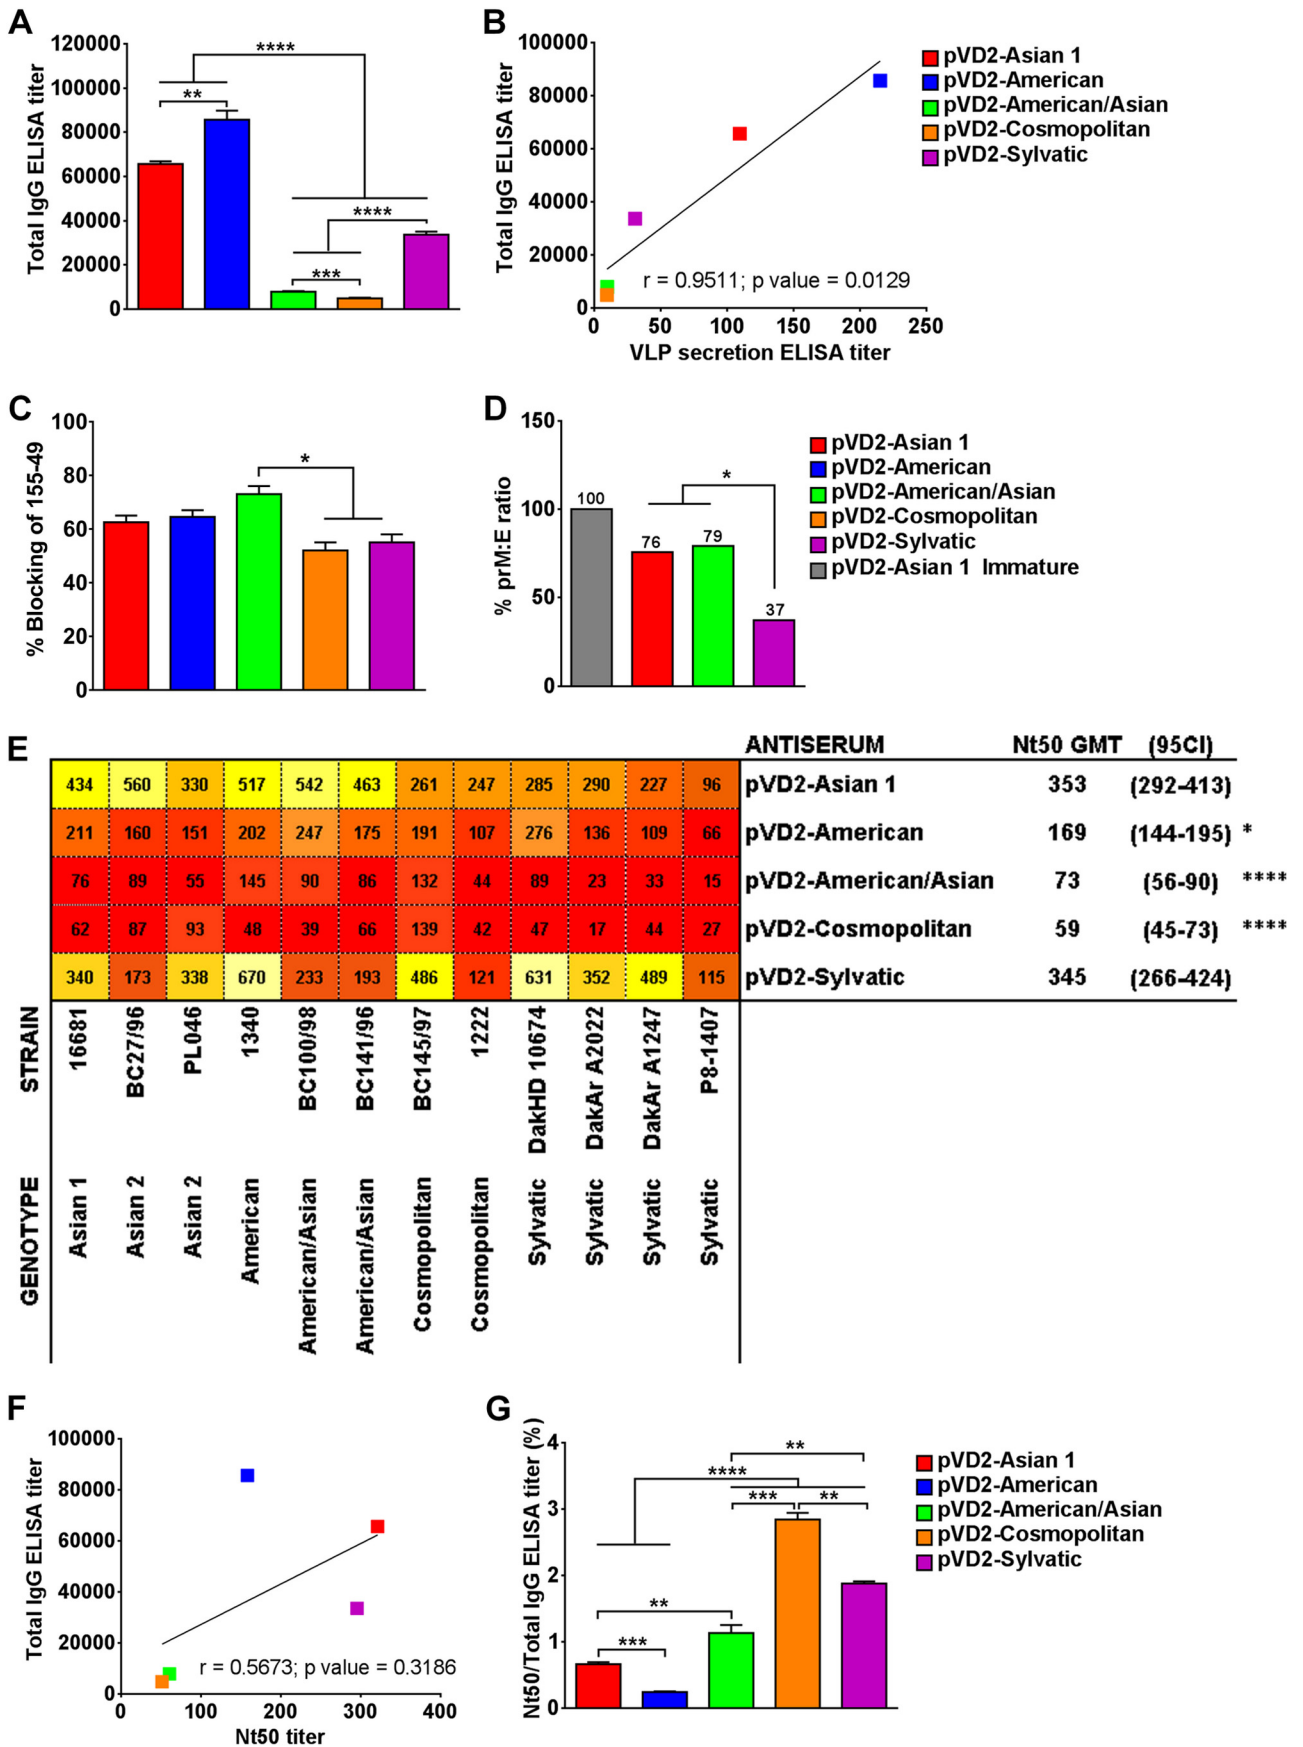 A
Total IgG ELISA titer
120000
100000
80000
60000
40000
20000
0
****
**
****
***
B
Total IgG ELISA titer
100000
80000
60000
40000
20000
0
r = 0.9511; p value = 0.0129
0 50 100 150 200 250
VLP secretion ELISA titer
pVD2-Asian 1
pVD2-American
pVD2-American/Asian
pVD2-Cosmopolitan
pVD2-Sylvatic
C
% Blocking of 155-49
100
80
60
40
20
0
*
D
% prM:E ratio
150
100
50
0
100
76
79
37
*
pVD2-Asian 1
pVD2-American
pVD2-American/Asian
pVD2-Cosmopolitan
pVD2-Sylvatic
pVD2-Asian 1 Immature
E
ANTISERUM Nt50 GMT (95CI)
434 560 330 517 542 463 261 247 285 290 227 96 pVD2-Asian 1 353 (292-413)
211 160 151 202 247 175 191 107 276 136 109 66 pVD2-American 169 (144-195) *
76 89 55 145 90 86 132 44 89 23 33 15 pVD2-American/Asian 73 (56-90) ****
62 87 93 48 39 66 139 42 47 17 44 27 pVD2-Cosmopolitan 59 (45-73) ****
340 173 338 670 233 193 486 121 631 352 489 115 pVD2-Sylvatic 345 (266-424)
STRAIN 16681 BC27/96 PL046 1340 BC100/98 BC141/96 BC145/97 1222 DakHD 10674 DakAr A2022 DakAr A1247 P8-1407
GENOTYPE Asian 1 Asian 2 Asian 2 American American/Asian American/Asian Cosmopolitan Cosmopolitan Sylvatic Sylvatic Sylvatic Sylvatic
F
Total IgG ELISA titer
100000
80000
60000
40000
20000
0
r = 0.5673; p value = 0.3186
0 100 200 300 400
Nt50 titer
G
Nt50/Total IgG ELISA titer (%)
4
3
2
1
0
**
****
***
**
**
***
pVD2-Asian 1
pVD2-American
pVD2-American/Asian
pVD2-Cosmopolitan
pVD2-Sylvatic